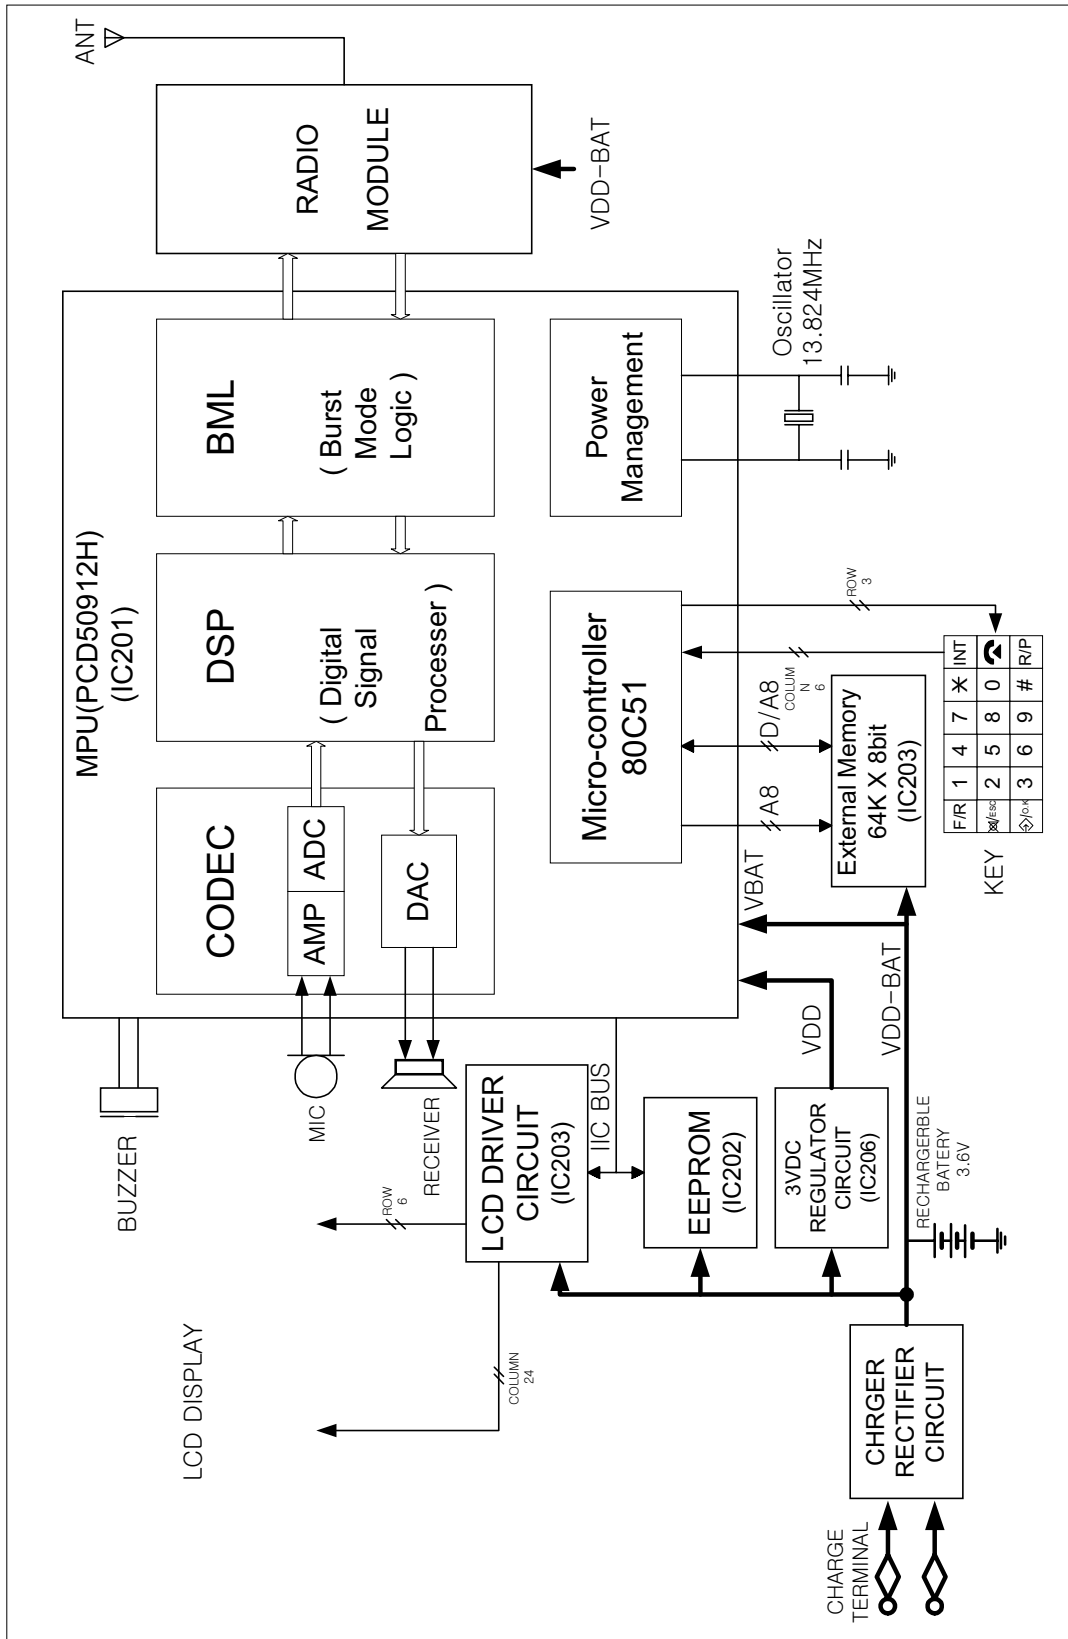 ANT
RADIO
MODULE
VDD-BAT
MPU(PCD50912H)
(IC201)
BML
( Burst
Mode
Logic )
DSP
( Digital
Signal
Processer )
CODEC
AMP
ADC
DAC
Power
Management
Oscillator
13.824MHz
Micro-controller
80C51
ROW
3
COLUM
N
6
D/A8
A8
External Memory
64K X 8bit
(IC203)
F/R 1 4 7 * INT
/ESC 2 5 8 0
/O.K 3 6 9 # R/P
KEY
VBAT
VDD
VDD-BAT
BUZZER
MIC
RECEIVER
IIC BUS
LCD DRIVER
CIRCUIT
(IC203)
EEPROM
(IC202)
3VDC
REGULATOR
CIRCUIT
(IC206)
RECHARGERBLE
BATERY
3.6V
ROW
6
COLUMN
24
LCD DISPLAY
CHRGER
RECTIFIER
CIRCUIT
CHARGE
TERMINAL